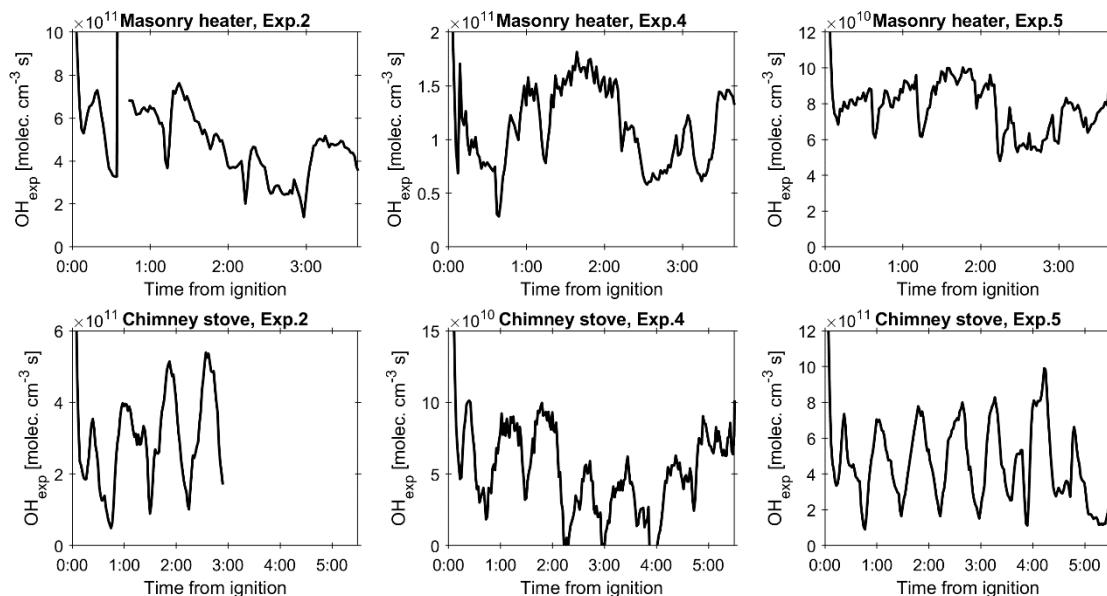 ×10¹¹ Masonry heater, Exp.2
10
8
6
4
2
0
OH_exp [molec. cm⁻³ s]
0:00 1:00 2:00 3:00
Time from ignition
×10¹¹ Masonry heater, Exp.4
2
1.5
1
0.5
0
OH_exp [molec. cm⁻³ s]
0:00 1:00 2:00 3:00
Time from ignition
×10¹⁰ Masonry heater, Exp.5
12
10
8
6
4
2
0
OH_exp [molec. cm⁻³ s]
0:00 1:00 2:00 3:00
Time from ignition
×10¹¹ Chimney stove, Exp.2
6
4
2
0
OH_exp [molec. cm⁻³ s]
0:00 1:00 2:00 3:00 4:00 5:00
Time from ignition
×10¹⁰ Chimney stove, Exp.4
15
10
5
0
OH_exp [molec. cm⁻³ s]
0:00 1:00 2:00 3:00 4:00 5:00
Time from ignition
×10¹¹ Chimney stove, Exp.5
12
10
8
6
4
2
0
OH_exp [molec. cm⁻³ s]
0:00 1:00 2:00 3:00 4:00 5:00
Time from ignition